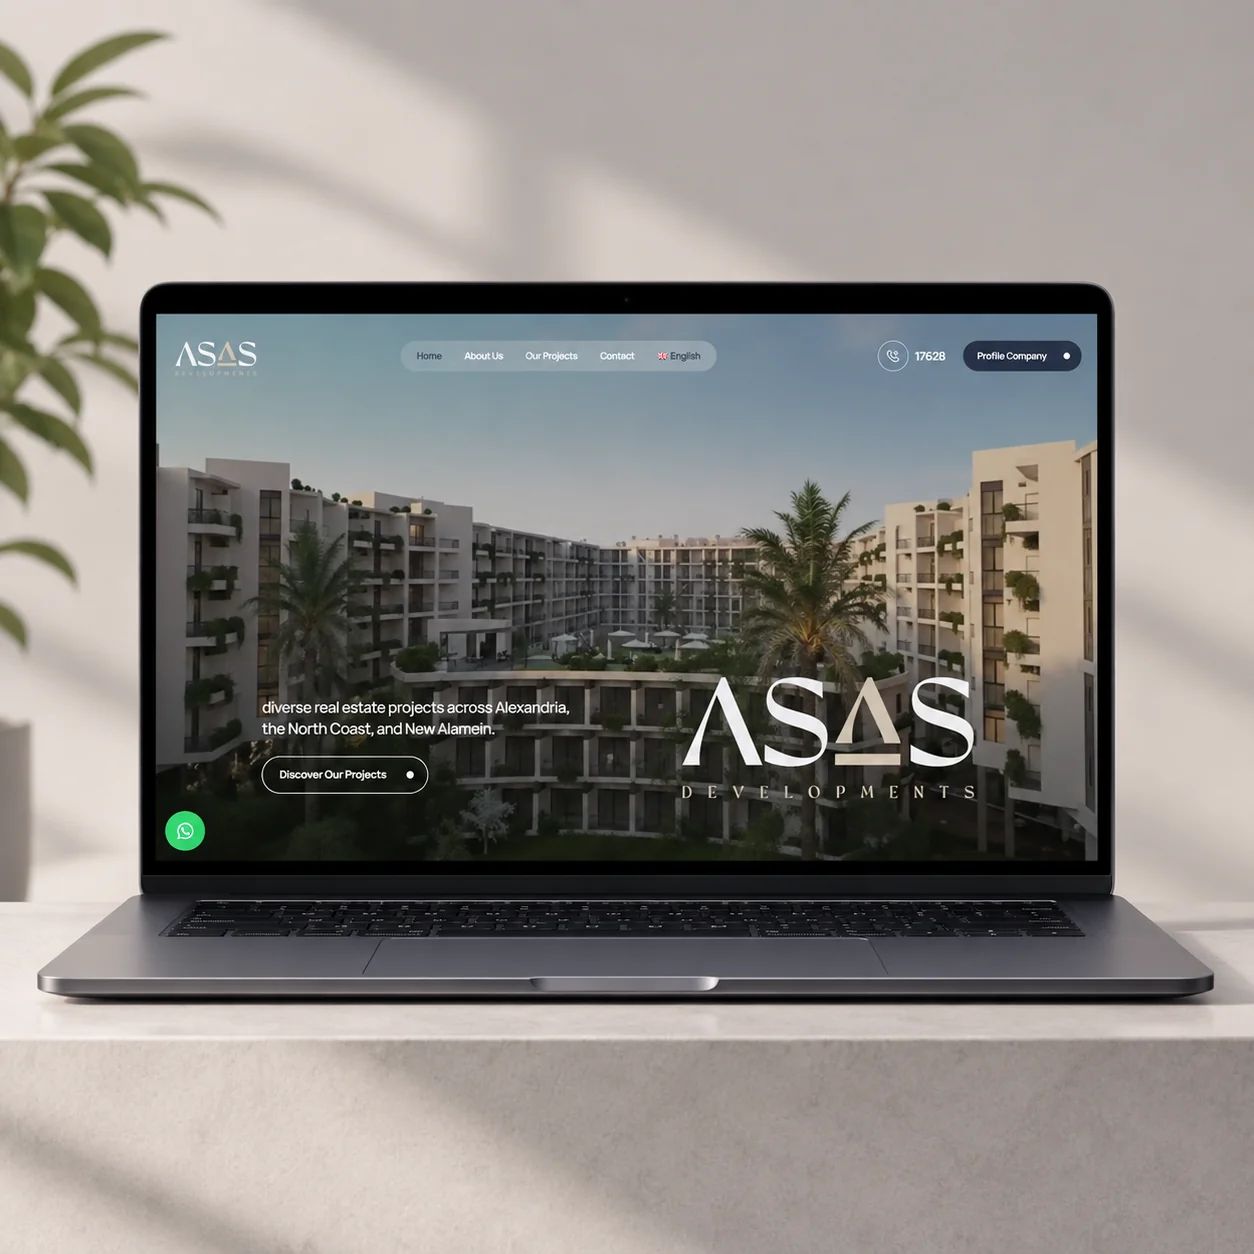 ASAS
DEVELOPMENTS
Home About Us Our Projects Contact English
17628
Profile Company
diverse real estate projects across Alexandria,
the North Coast, and New Alamein.
Discover Our Projects
ASAS
DEVELOPMENTS